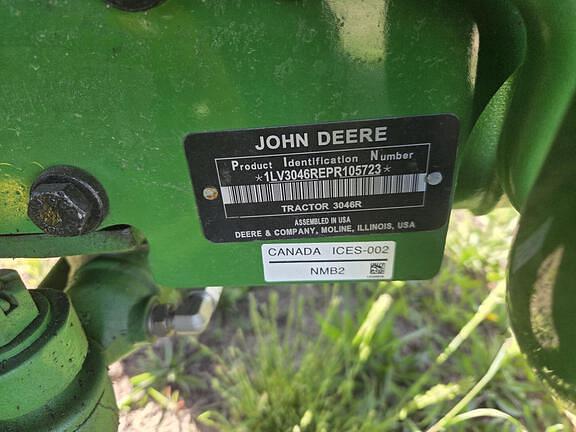 JOHN DEERE
Product Identification Number
*1LV3046REPR105723*
TRACTOR 3046R
ASSEMBLED IN USA
DEERE & COMPANY, MOLINE, ILLINOIS, USA
CANADA ICES-002
NMB2